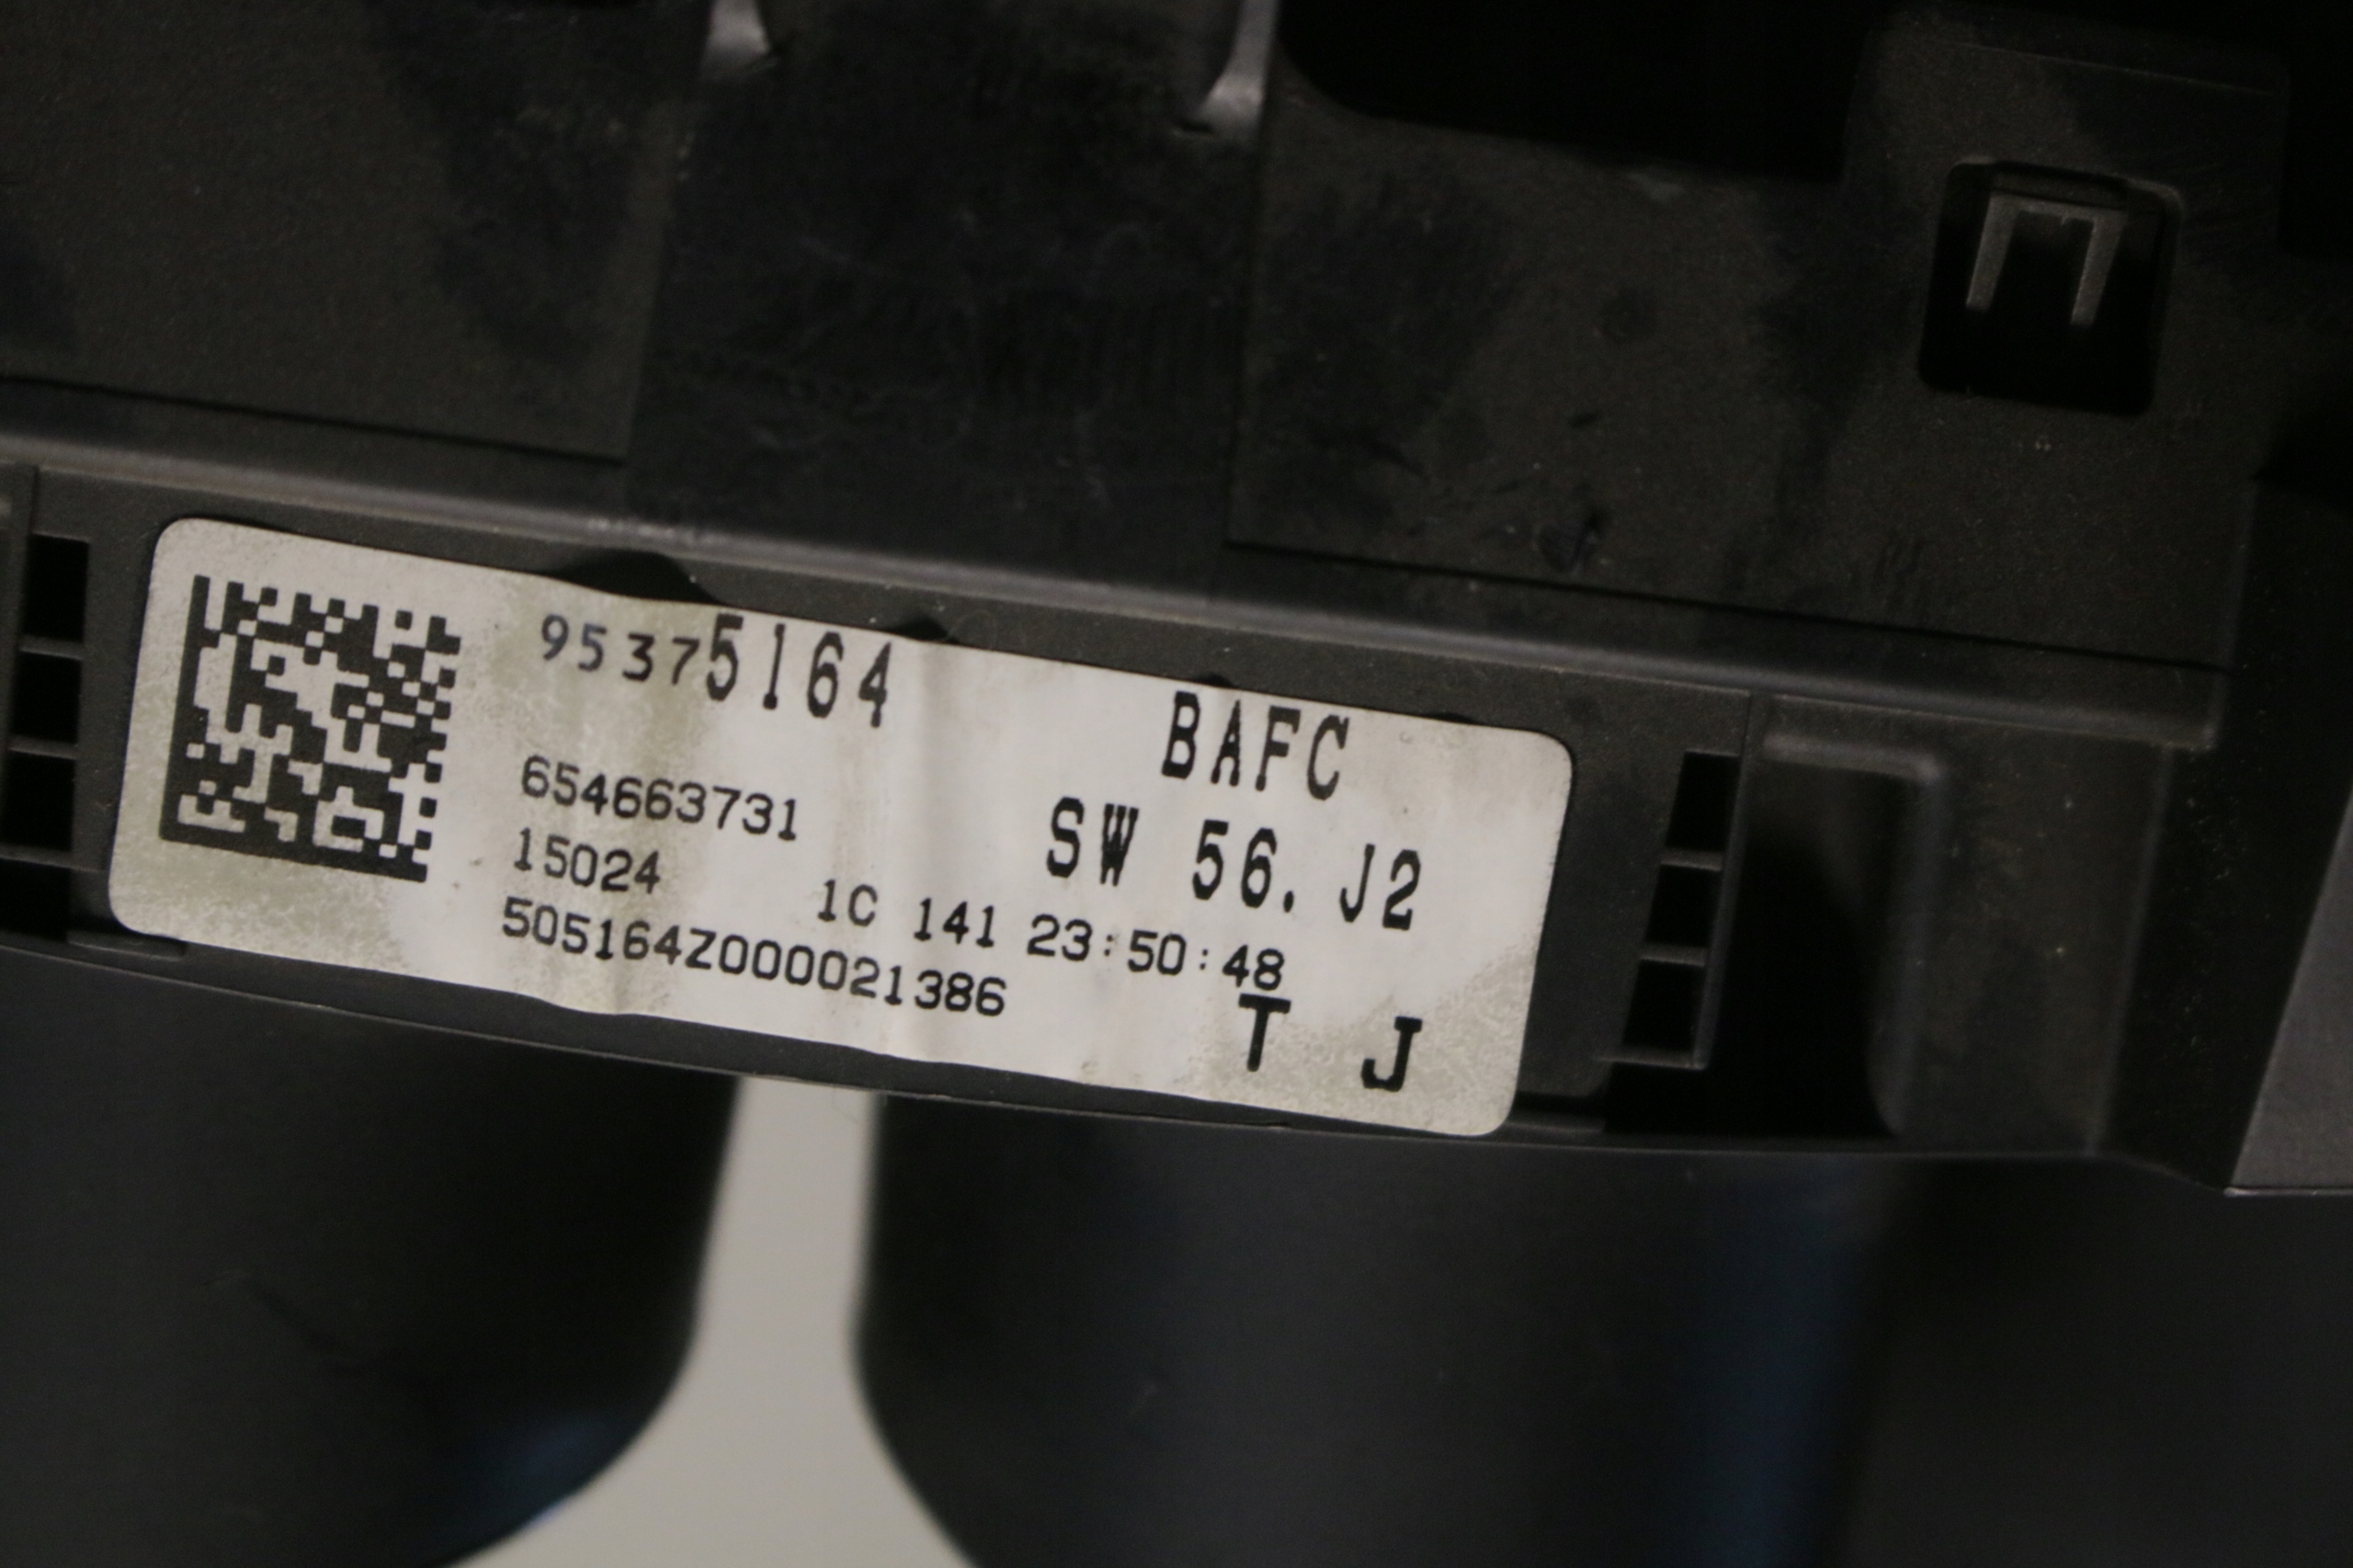 95375164 BAFC
654663731 SW 56. J2
15024 1C 141 23:50:48
505164Z000021386 T J